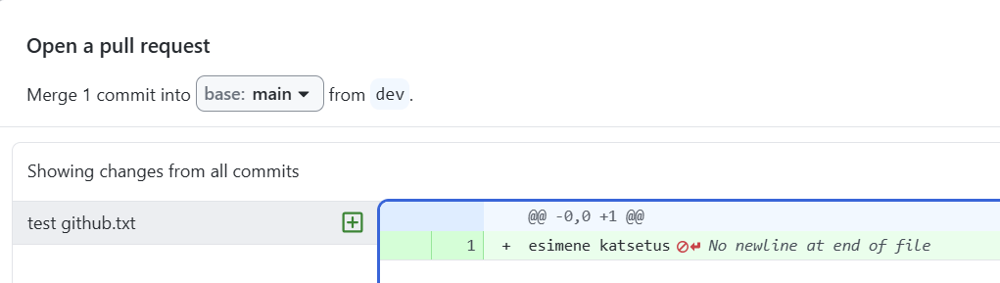 Open a pull request
Merge 1 commit into base: main from dev.
Showing changes from all commits
test github.txt
@@ -0,0 +1 @@
1 + esimene katsetus No newline at end of file